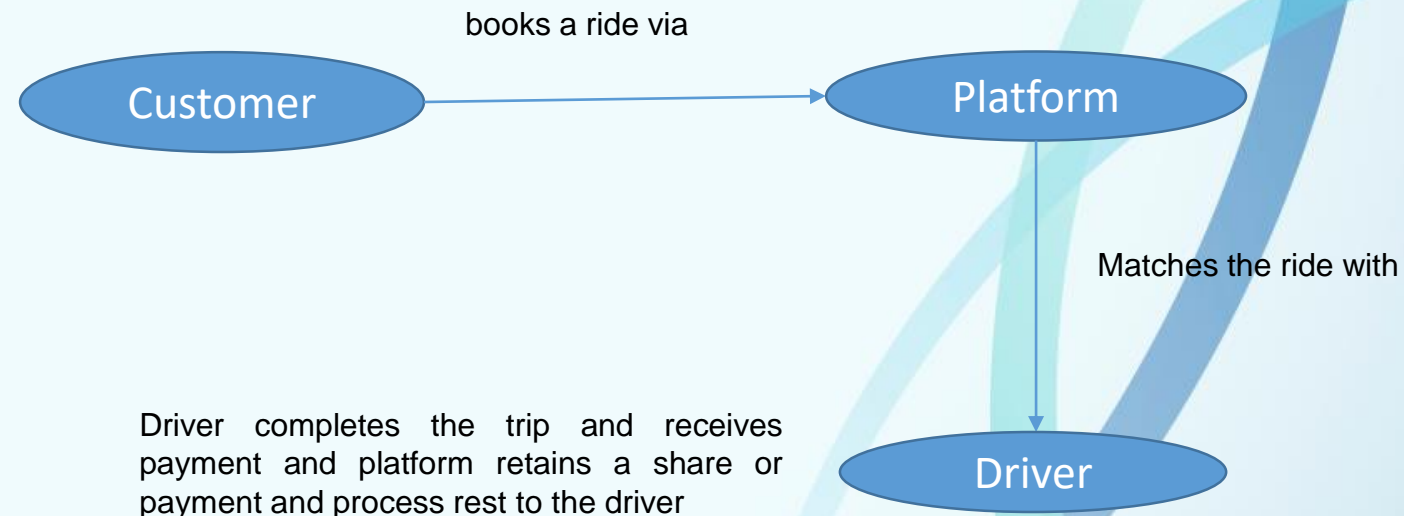 books a ride via
Customer
Platform
Matches the ride with
Driver completes the trip and receives
payment and platform retains a share or
payment and process rest to the driver
Driver